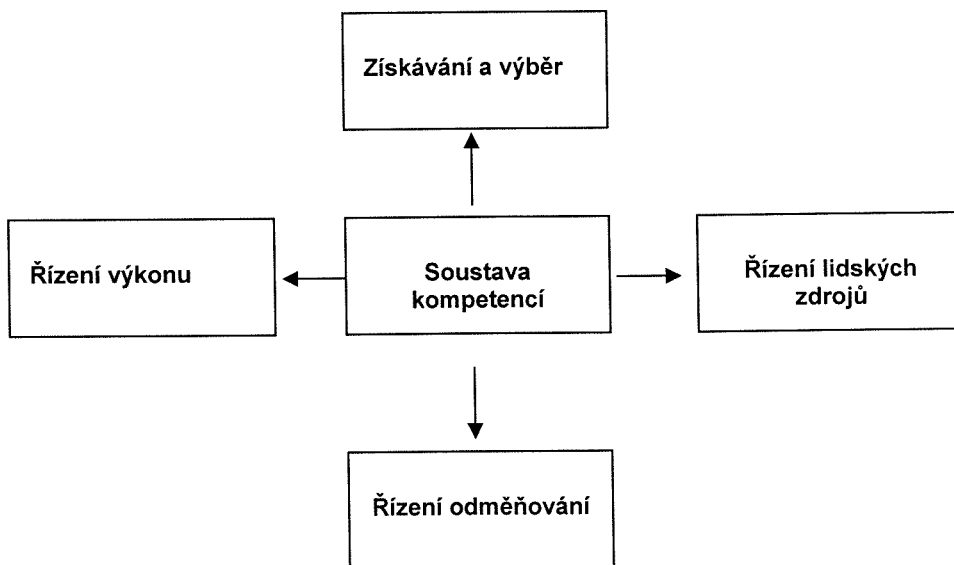 Získávání a výběr
Řízení výkonu
Soustava
kompetencí
Řízení lidských
zdrojů
Řízení odměňování